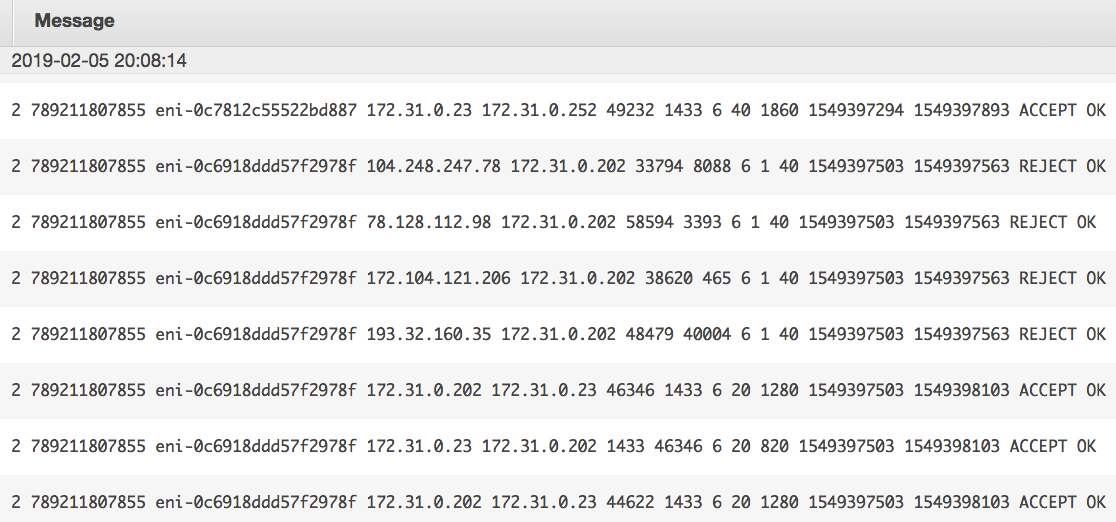 Message
2019-02-05 20:08:14
2 789211807855 eni-0c7812c55522bd887 172.31.0.23 172.31.0.252 49232 1433 6 40 1860 1549397294 1549397893 ACCEPT OK
2 789211807855 eni-0c6918ddd57f2978f 104.248.247.78 172.31.0.202 33794 8088 6 1 40 1549397503 1549397563 REJECT OK
2 789211807855 eni-0c6918ddd57f2978f 78.128.112.98 172.31.0.202 58594 3393 6 1 40 1549397503 1549397563 REJECT OK
2 789211807855 eni-0c6918ddd57f2978f 172.104.121.206 172.31.0.202 38620 465 6 1 40 1549397503 1549397563 REJECT OK
2 789211807855 eni-0c6918ddd57f2978f 193.32.160.35 172.31.0.202 48479 40004 6 1 40 1549397503 1549397563 REJECT OK
2 789211807855 eni-0c6918ddd57f2978f 172.31.0.202 172.31.0.23 46346 1433 6 20 1280 1549397503 1549398103 ACCEPT OK
2 789211807855 eni-0c6918ddd57f2978f 172.31.0.23 172.31.0.202 1433 46346 6 20 820 1549397503 1549398103 ACCEPT OK
2 789211807855 eni-0c6918ddd57f2978f 172.31.0.202 172.31.0.23 44622 1433 6 20 1280 1549397503 1549398103 ACCEPT OK